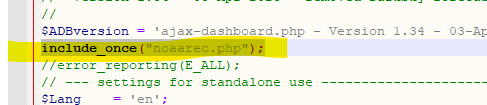 //
$ADBversion = 'ajax-dashboard.php - Version 1.34 - 03-Ap
include_once("noaarec.php");
//error_reporting(E_ALL);
// --- settings for standalone use --------------------
$Lang = 'en';